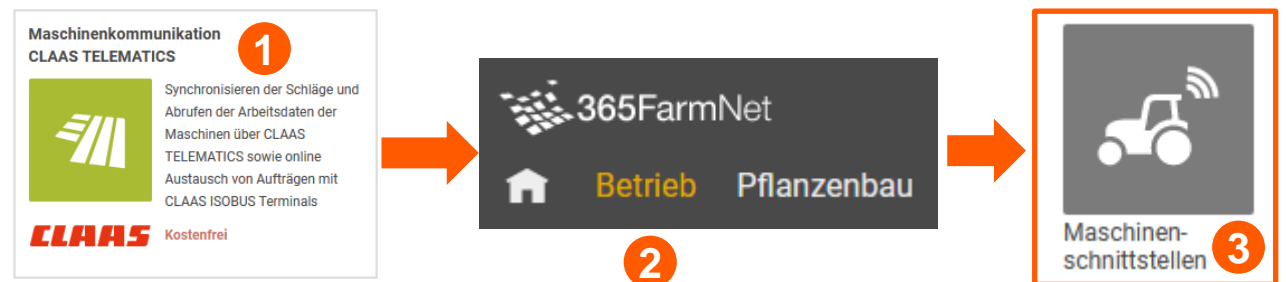 Maschinenkommunikation
CLAAS TELEMATICS
1
Synchronisieren der Schläge und
Abrufen der Arbeitsdaten der
Maschinen über CLAAS
TELEMATICS sowie online
Austausch von Aufträgen mit
CLAAS ISOBUS Terminals
CLAAS
Kostenfrei
365FarmNet
Betrieb Pflanzenbau
2
Maschinen-
schnittstellen
3